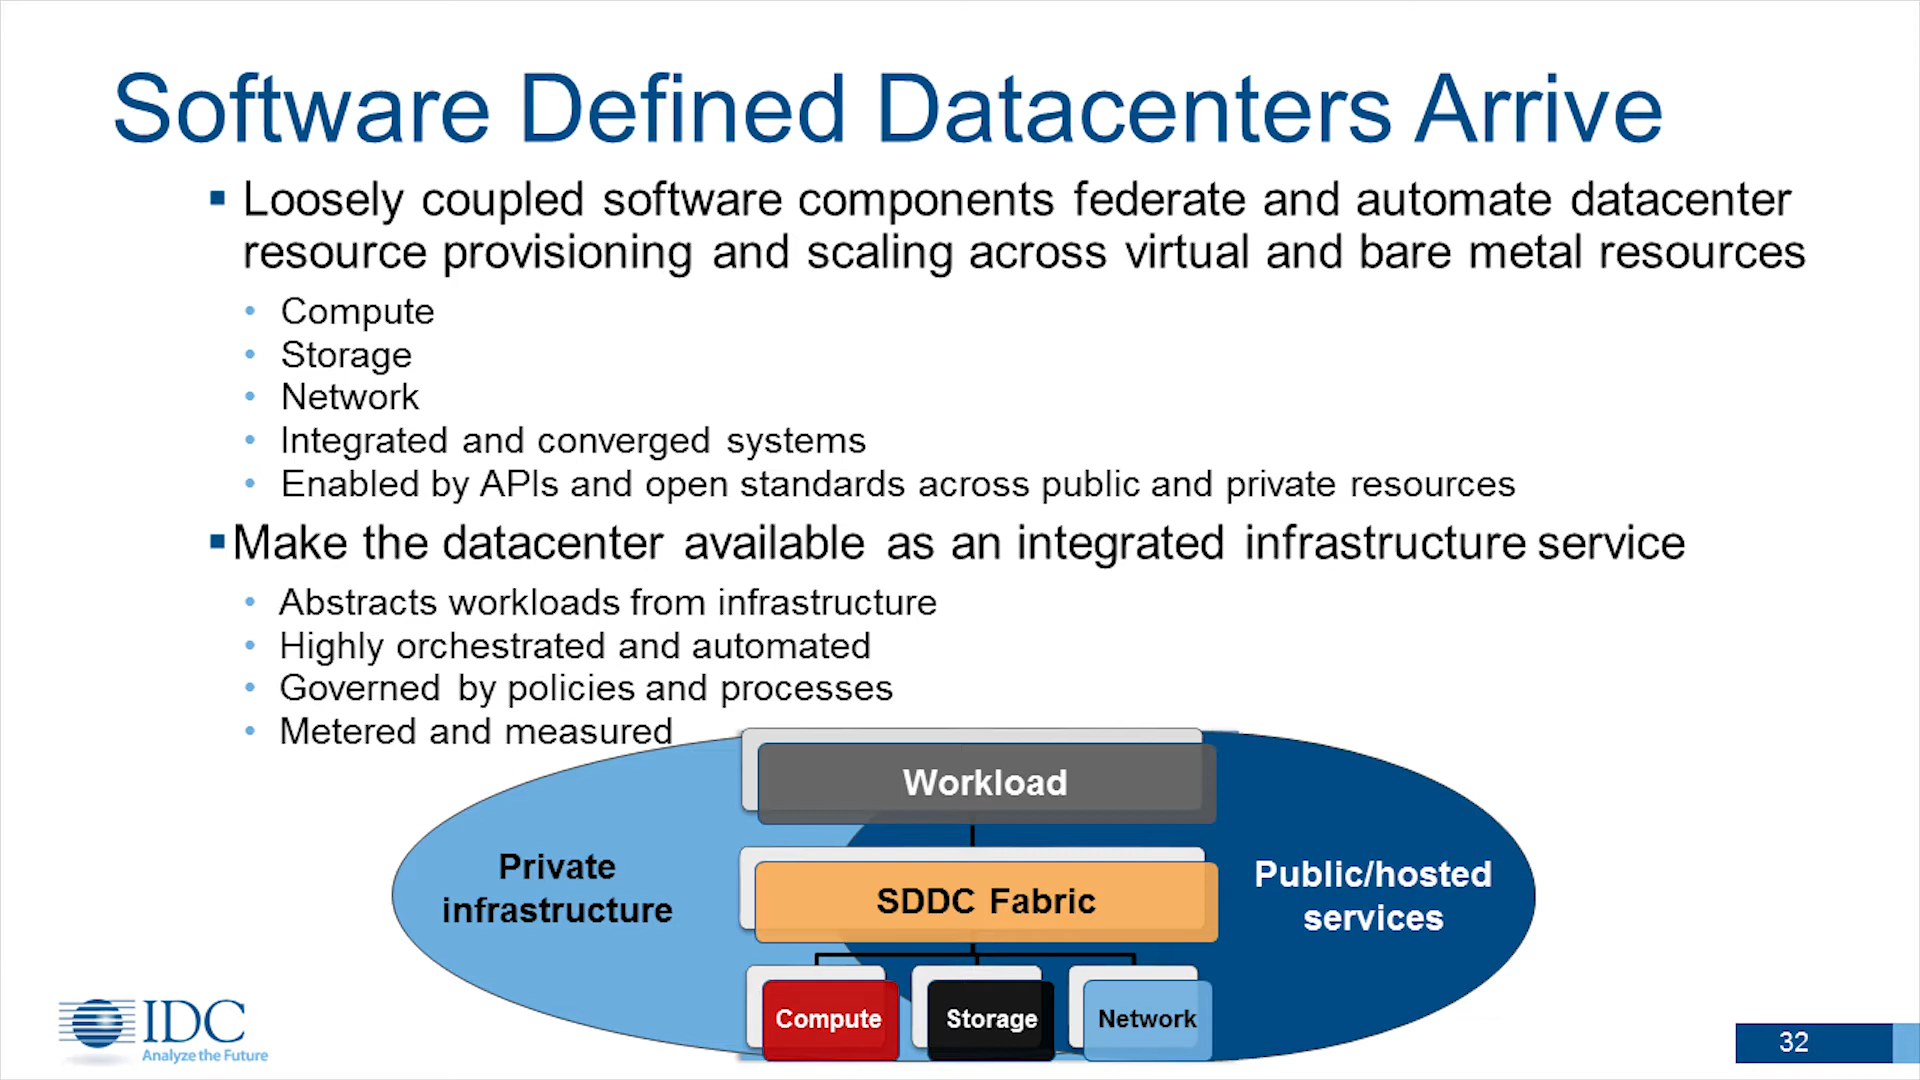 Software Defined Datacenters Arrive
▪ Loosely coupled software components federate and automate datacenter
resource provisioning and scaling across virtual and bare metal resources
• Compute
• Storage
• Network
• Integrated and converged systems
• Enabled by APIs and open standards across public and private resources
▪ Make the datacenter available as an integrated infrastructure service
• Abstracts workloads from infrastructure
• Highly orchestrated and automated
• Governed by policies and processes
• Metered and measured
Workload
Private
infrastructure
SDDC Fabric
Public/hosted
services
Compute
Storage
Network
IDC
Analyze the Future
32